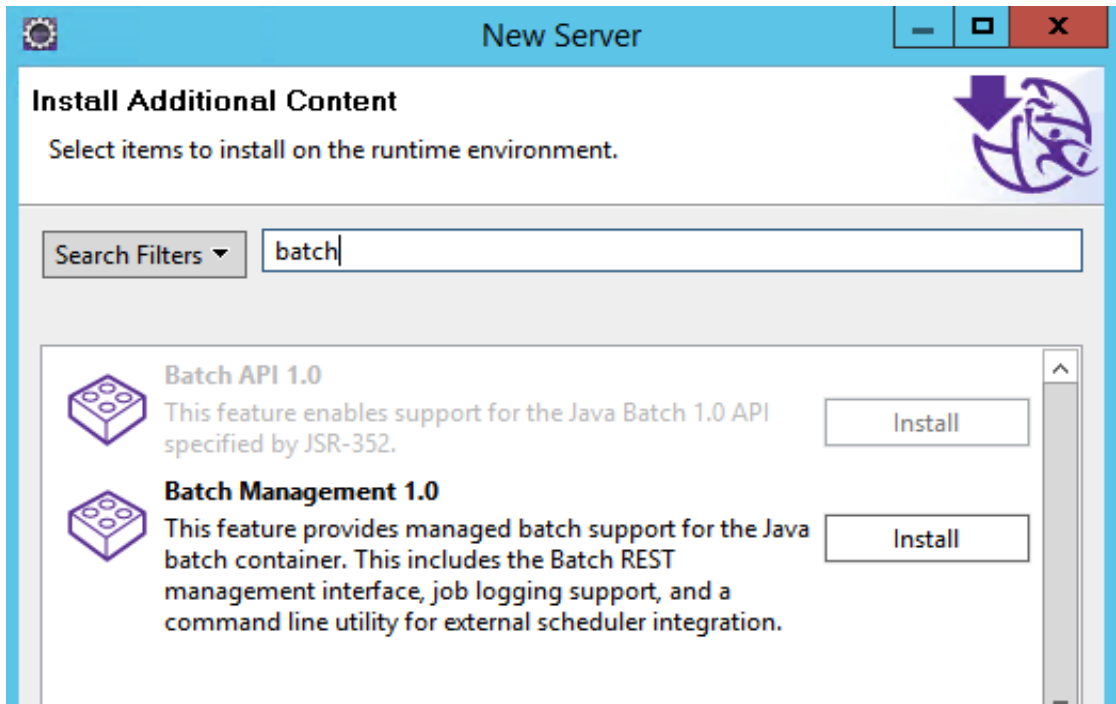 New Server
Install Additional Content
Select items to install on the runtime environment.
Search Filters
batch
Batch API 1.0
This feature enables support for the Java Batch 1.0 API
specified by JSR-352.
Install
Batch Management 1.0
This feature provides managed batch support for the Java
batch container. This includes the Batch REST
management interface, job logging support, and a
command line utility for external scheduler integration.
Install